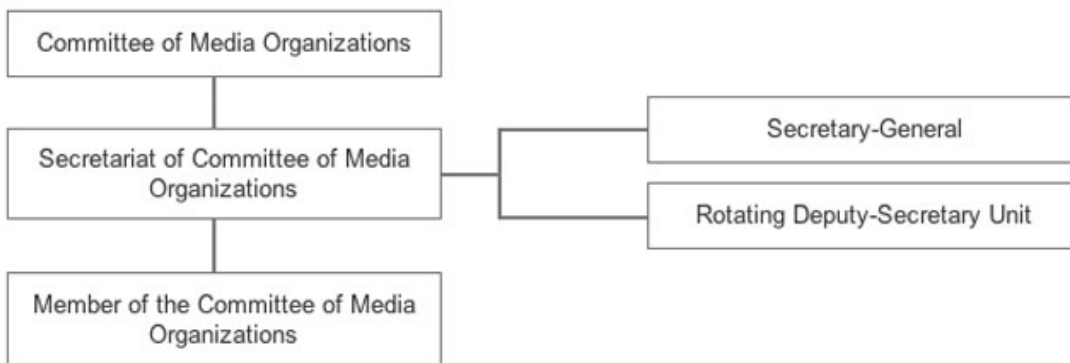 Committee of Media Organizations
Secretariat of Committee of Media
Organizations
Secretary-General
Rotating Deputy-Secretary Unit
Member of the Committee of Media
Organizations